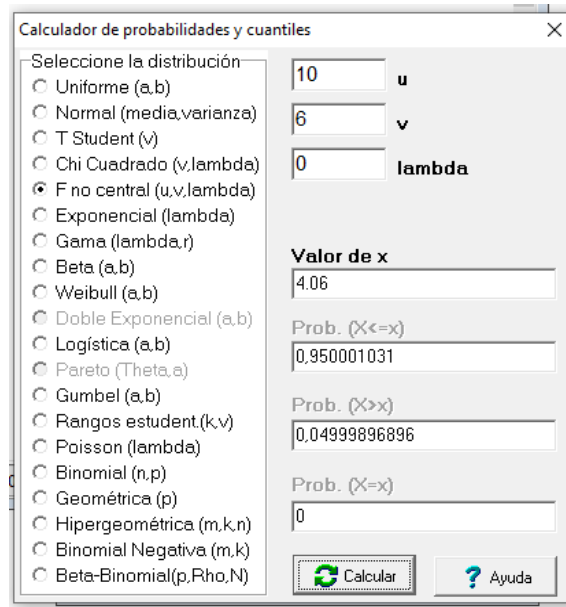 Calculador de probabilidades y cuantiles
Seleccione la distribución
Uniforme (a,b)
Normal (media,varianza)
T Student (v)
Chi Cuadrado (v,lambda)
F no central (u,v,lambda)
Exponencial (lambda)
Gama (lambda,r)
Beta (a,b)
Weibull (a,b)
Doble Exponencial (a,b)
Logística (a,b)
Pareto (Theta,a)
Gumbel (a,b)
Rangos estudent.(k,v)
Poisson (lambda)
Binomial (n,p)
Geométrica (p)
Hipergeométrica (m,k,n)
Binomial Negativa (m,k)
Beta-Binomial(p,Rho,N)
10 u
6 v
0 lambda
Valor de x
4.06
Prob. (X<=x)
0,950001031
Prob. (X>x)
0,04999896896
Prob. (X=x)
0
Calcular
Ayuda